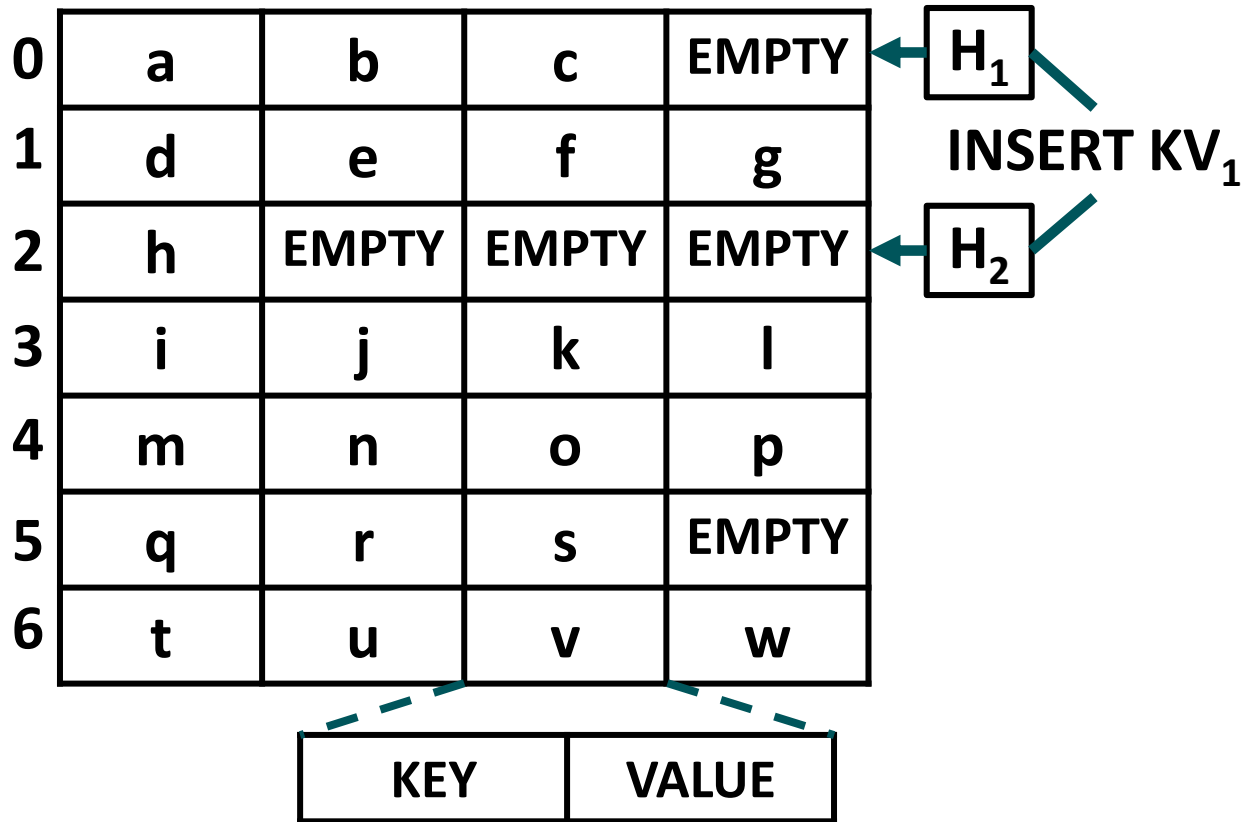 0 a b c EMPTY H₁
1 d e f g INSERT KV₁
2 h EMPTY EMPTY EMPTY H₂
3 i j k l
4 m n o p
5 q r s EMPTY
6 t u v w
KEY VALUE